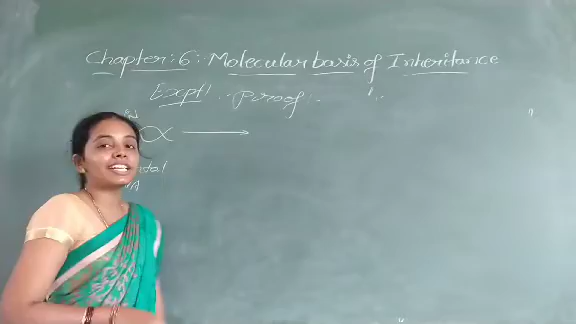 Chapter:6: Molecular basis of Inheritance
Exptl. Proof: